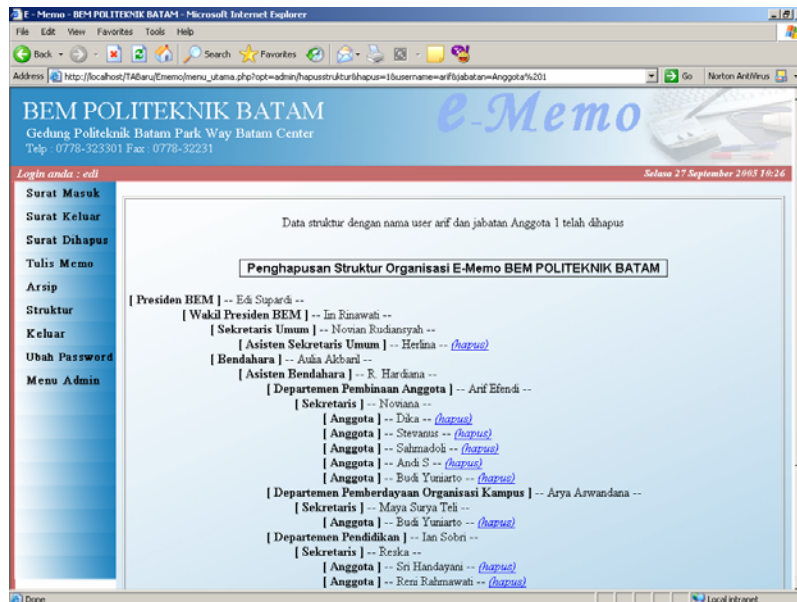 E - Memo - BEM POLITEKNIK BATAM - Microsoft Internet Explorer
File Edit View Favorites Tools Help
Back Search Favorites
Address http://localhost/TABaru/Ememo/menu_utama.php?opt=admin/hapusstruktur&hapus=1&username=arif&jabatan=Anggota%201 Go Norton AntiVirus
BEM POLITEKNIK BATAM
e-Memo
Gedung Politeknik Batam Park Way Batam Center
Telp : 0778-323301 Fax : 0778-32231
Login anda : edi Selasa 27 September 2005 10:26
Surat Masuk
Surat Keluar
Surat Dihapus
Tulis Memo
Arsip
Struktur
Keluar
Ubah Password
Menu Admin
Data struktur dengan nama user arif dan jabatan Anggota 1 telah dihapus
Penghapusan Struktur Organisasi E-Memo BEM POLITEKNIK BATAM
[ Presiden BEM ] -- Edi Supardi --
[ Wakil Presiden BEM ] -- Iin Rinawati --
[ Sekretaris Umum ] -- Novian Rudiansyah --
[ Asisten Sekretaris Umum ] -- Herlina -- (hapus)
[ Bendahara ] -- Aulia Akbaril --
[ Asisten Bendahara ] -- R. Hardiana --
[ Departemen Pembinaan Anggota ] -- Arif Efendi --
[ Sekretaris ] -- Noviana --
[ Anggota ] -- Dika -- (hapus)
[ Anggota ] -- Stevanus -- (hapus)
[ Anggota ] -- Sahmadoli -- (hapus)
[ Anggota ] -- Andi S -- (hapus)
[ Anggota ] -- Budi Yuniarto -- (hapus)
[ Departemen Pemberdayaan Organisasi Kampus ] -- Arya Aswandana --
[ Sekretaris ] -- Maya Surya Teli --
[ Anggota ] -- Budi Yuniarto -- (hapus)
[ Departemen Pendidikan ] -- Ian Sobri --
[ Sekretaris ] -- Reska --
[ Anggota ] -- Sri Handayani -- (hapus)
[ Anggota ] -- Reni Rahmawati -- (hapus)
Done Local intranet